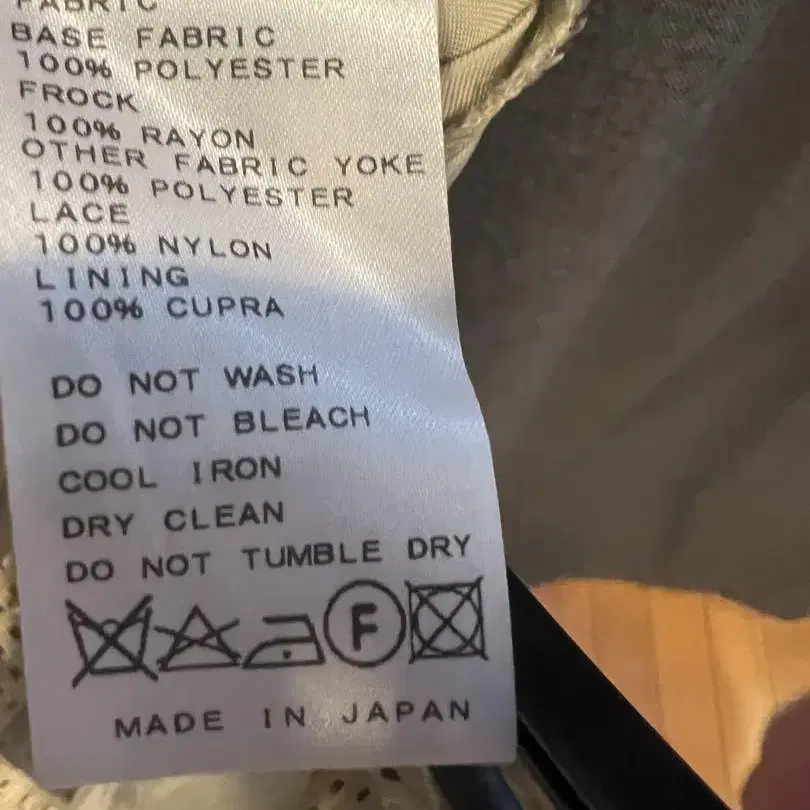 FABRIC
BASE FABRIC
100% POLYESTER
FROCK
100% RAYON
OTHER FABRIC YOKE
100% POLYESTER
LACE
100% NYLON
LINING
100% CUPRA
DO NOT WASH
DO NOT BLEACH
COOL IRON
DRY CLEAN
DO NOT TUMBLE DRY
F
MADE IN JAPAN